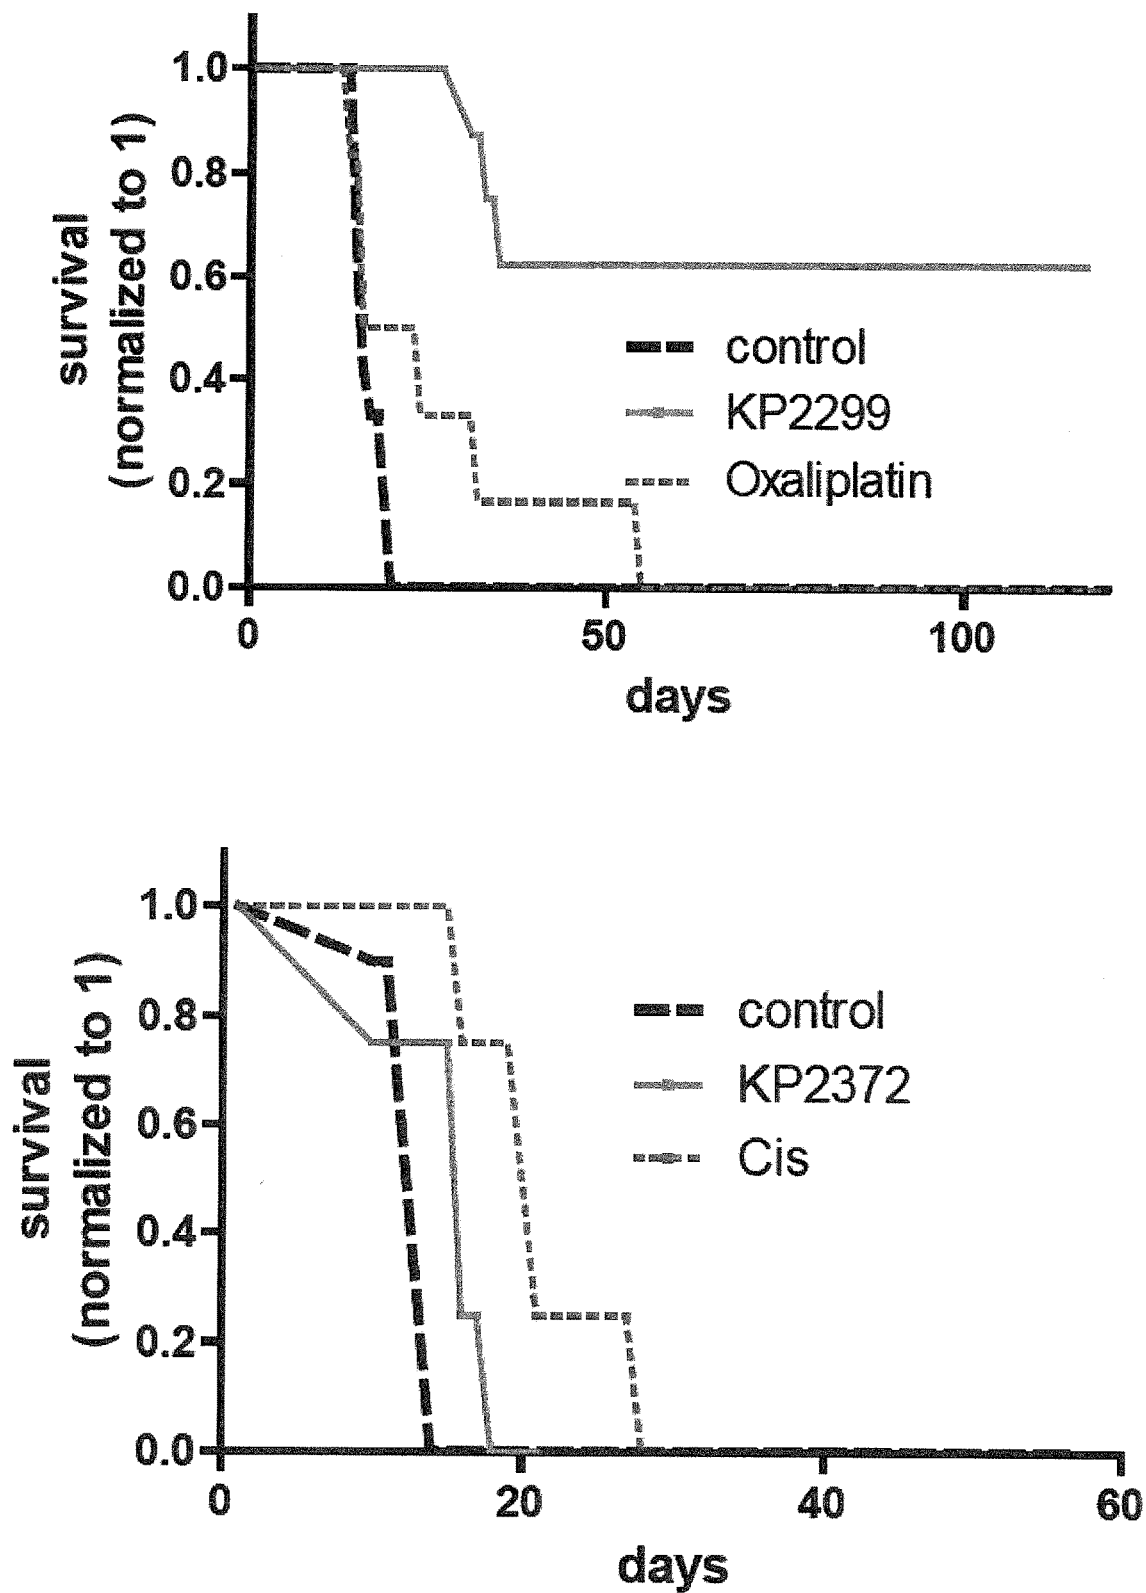 survival
(normalized to 1)
1.0
0.8
0.6
0.4
0.2
0.0
control
KP2299
Oxaliplatin
0 50 100
days
survival
(normalized to 1)
1.0
0.8
0.6
0.4
0.2
0.0
control
KP2372
Cis
0 20 40 60
days